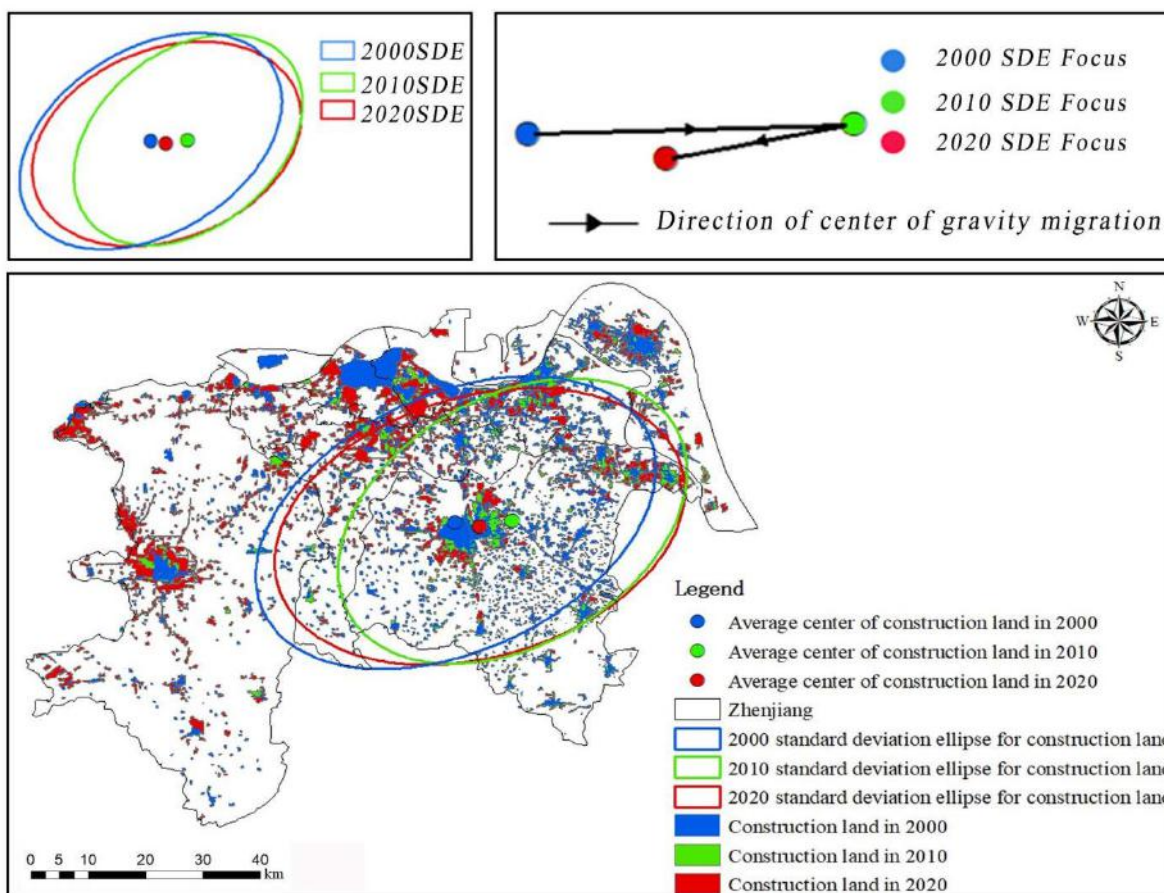 2000SDE
2010SDE
2020SDE
2000 SDE Focus
2010 SDE Focus
2020 SDE Focus
Direction of center of gravity migration
N
W E
S
Legend
Average center of construction land in 2000
Average center of construction land in 2010
Average center of construction land in 2020
Zhenjiang
2000 standard deviation ellipse for construction land
2010 standard deviation ellipse for construction land
2020 standard deviation ellipse for construction land
Construction land in 2000
Construction land in 2010
Construction land in 2020
0 5 10 20 30 40 km